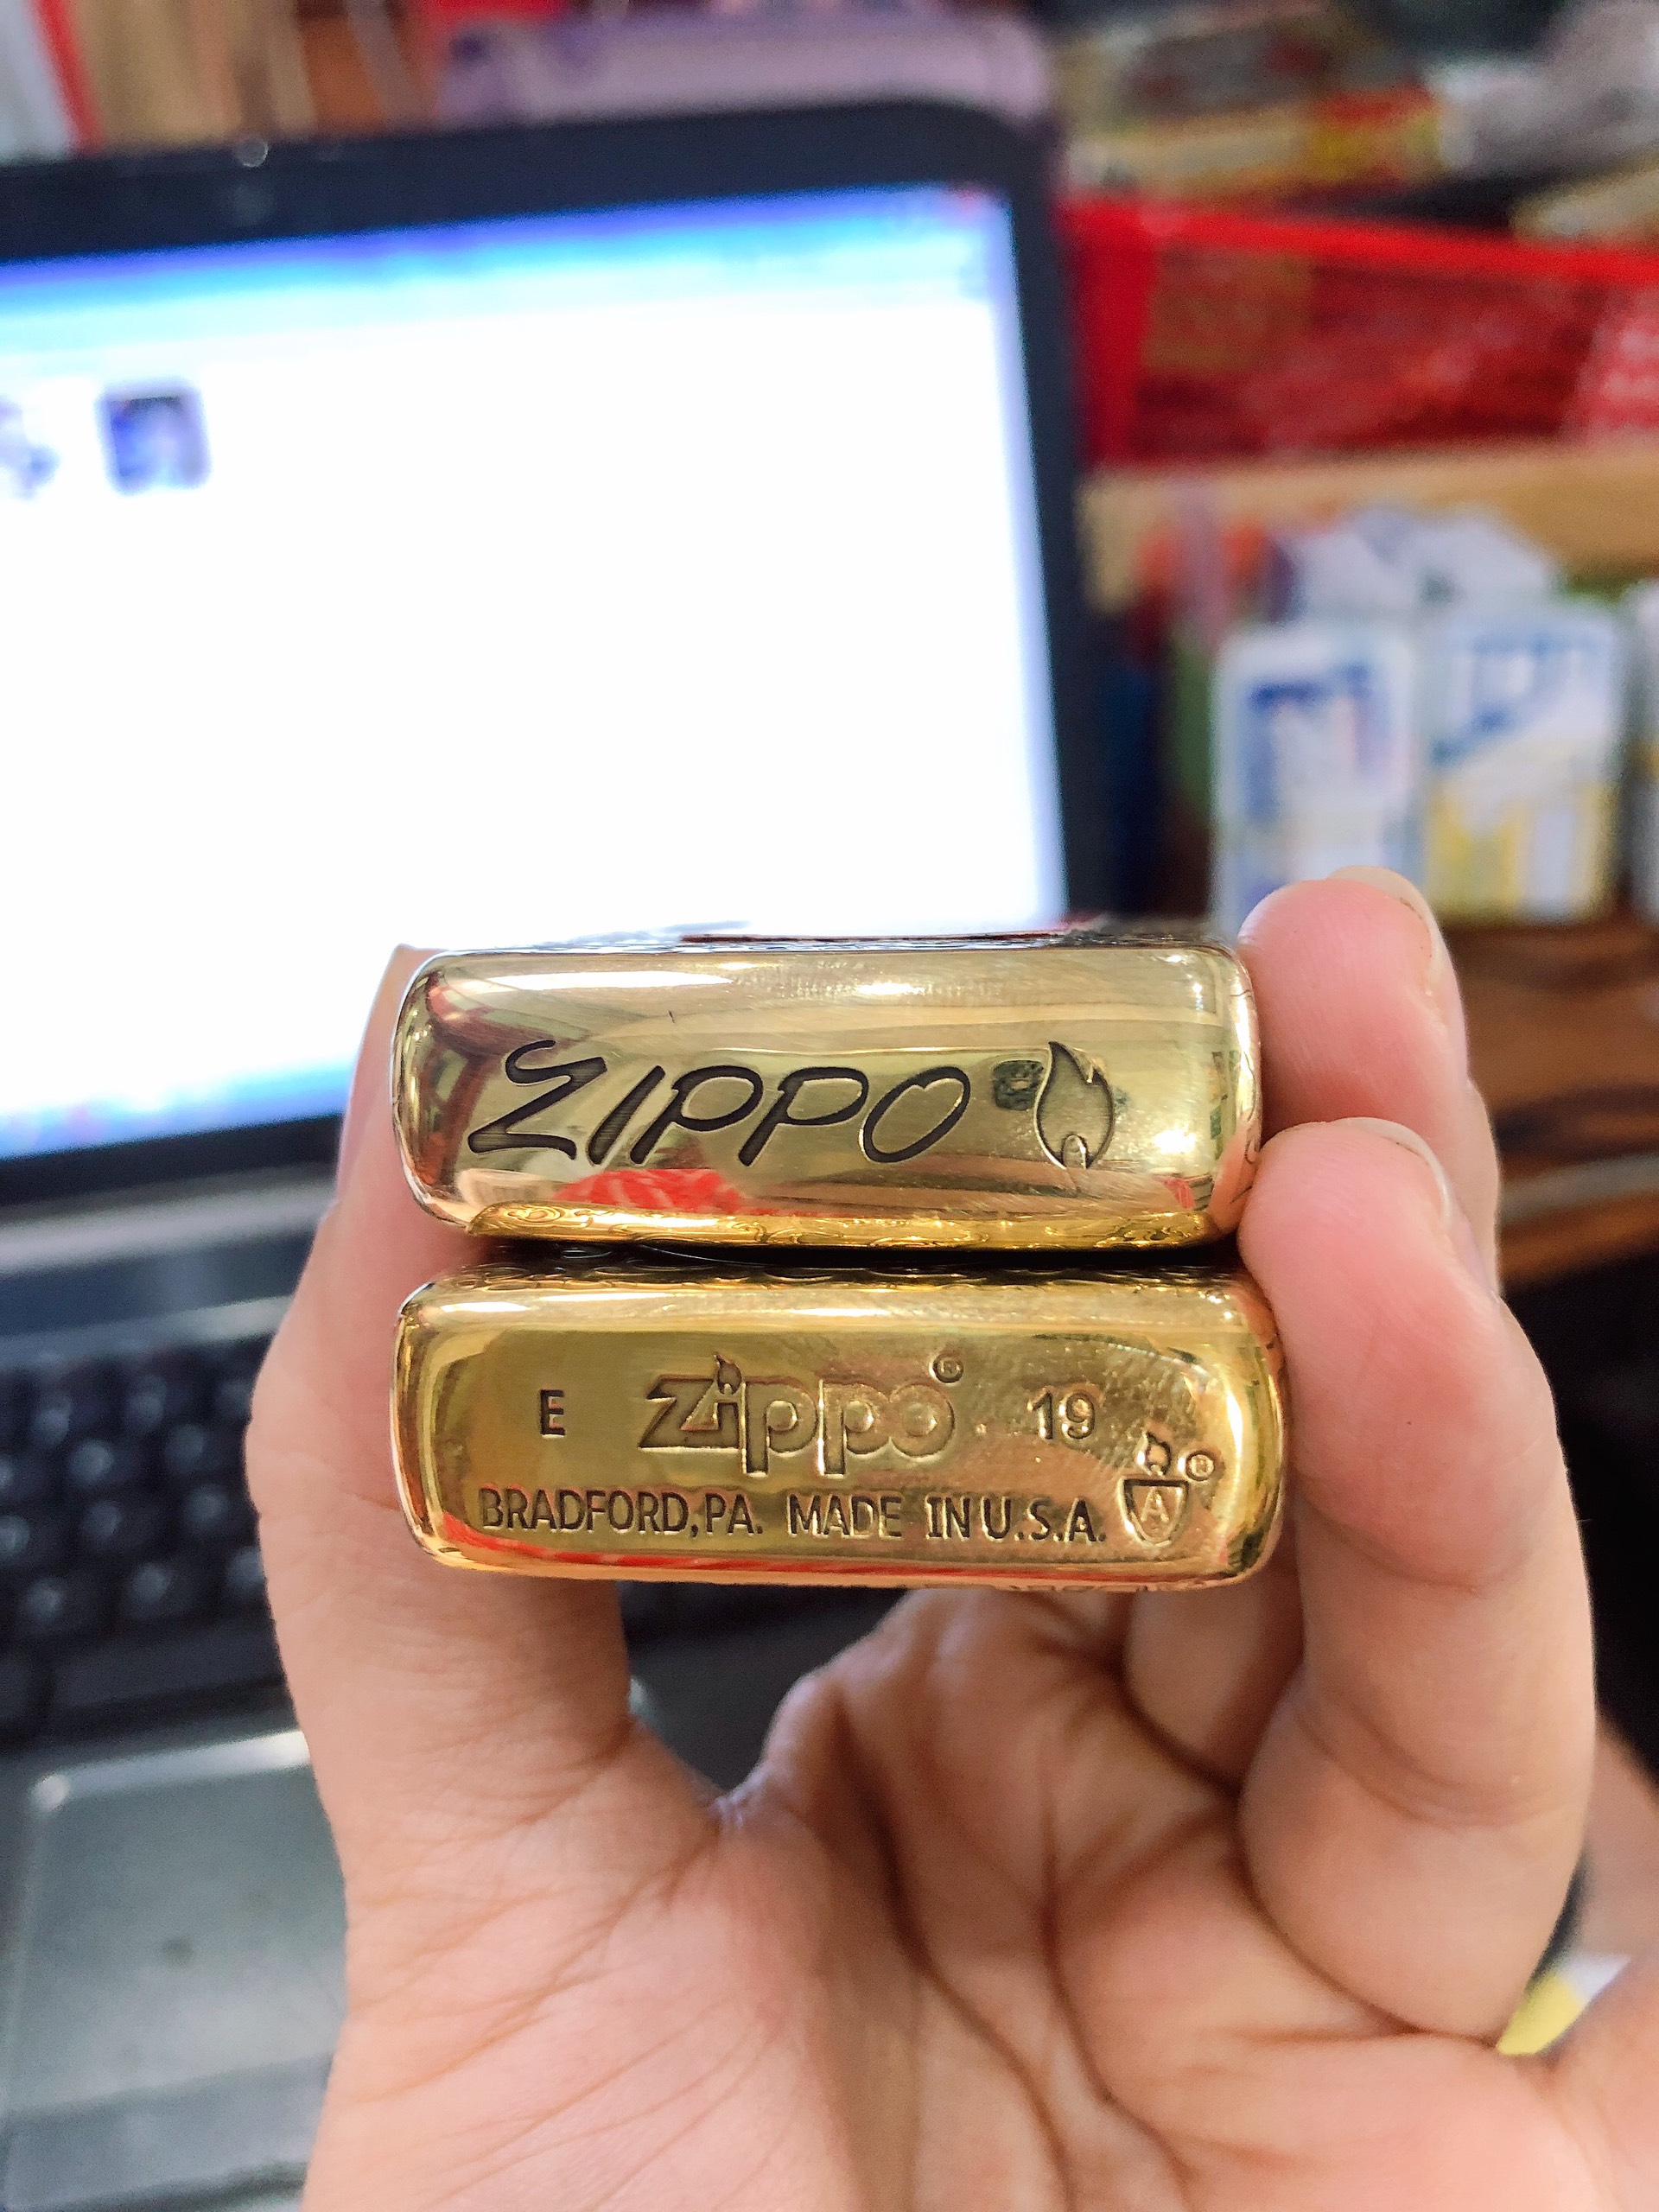 ZIPPO
E zippo® 19
BRADFORD, PA. MADE IN U.S.A. A®